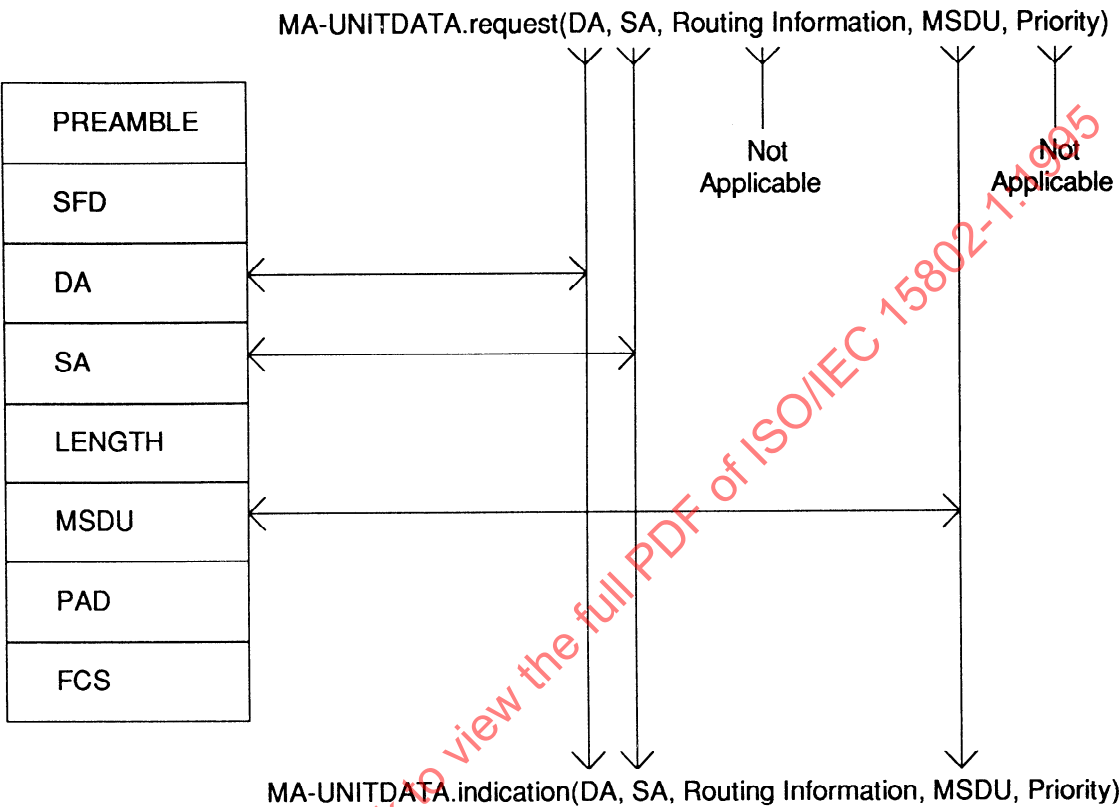 MA-UNITDATA.request(DA, SA, Routing Information, MSDU, Priority)
PREAMBLE
SFD
DA
SA
LENGTH
MSDU
PAD
FCS
Not
Applicable
Not
Applicable
MA-UNITDATA.indication(DA, SA, Routing Information, MSDU, Priority)
to view the full PDF of ISO/IEC 15802-1:1995